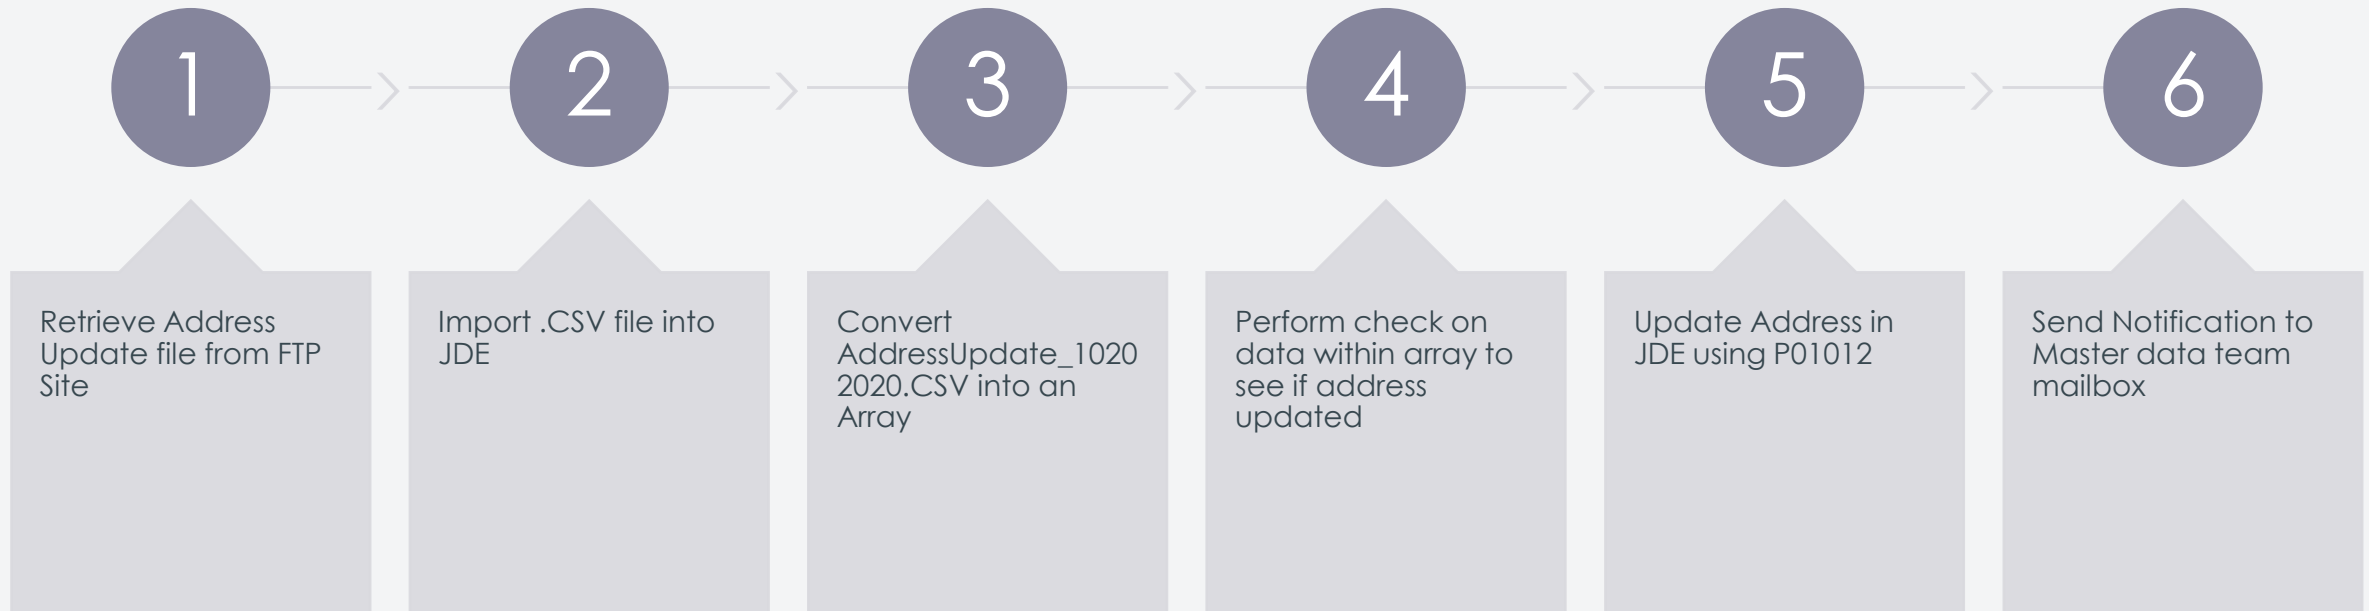 1
2
3
4
5
6
Retrieve Address
Update file from FTP
Site
Import .CSV file into
JDE
Convert
AddressUpdate_1020
2020.CSV into an
Array
Perform check on
data within array to
see if address
updated
Update Address in
JDE using P01012
Send Notification to
Master data team
mailbox